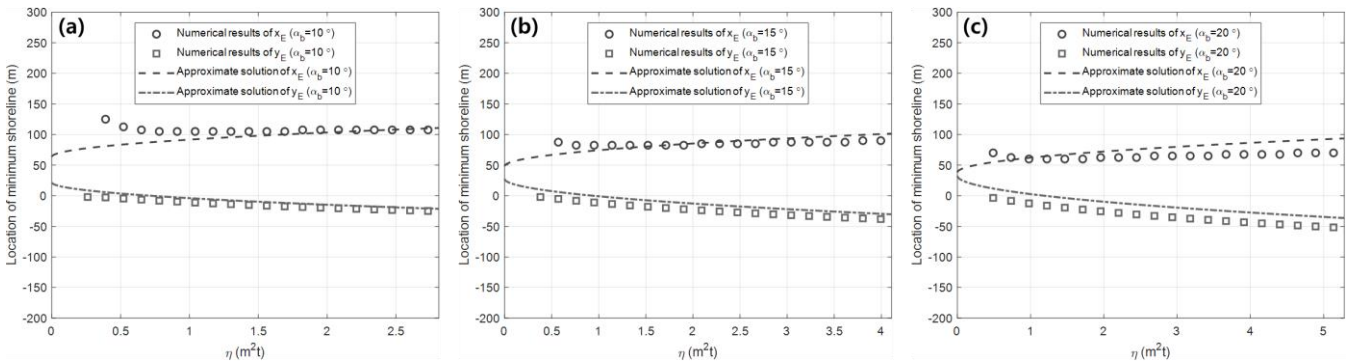 (a)
Numerical results of x_E (α_b=10 °)
Numerical results of y_E (α_b=10 °)
Approximate solution of x_E (α_b=10 °)
Approximate solution of y_E (α_b=10 °)
Location of minimum shoreline (m)
300
250
200
150
100
50
0
-50
-100
-150
-200
0 0.5 1 1.5 2 2.5
η (m²t)
(b)
Numerical results of x_E (α_b=15 °)
Numerical results of y_E (α_b=15 °)
Approximate solution of x_E (α_b=15 °)
Approximate solution of y_E (α_b=15 °)
Location of minimum shoreline (m)
300
250
200
150
100
50
0
-50
-100
-150
-200
0 0.5 1 1.5 2 2.5 3 3.5 4
η (m²t)
(c)
Numerical results of x_E (α_b=20 °)
Numerical results of y_E (α_b=20 °)
Approximate solution of x_E (α_b=20 °)
Approximate solution of y_E (α_b=20 °)
Location of minimum shoreline (m)
300
250
200
150
100
50
0
-50
-100
-150
-200
0 1 2 3 4 5
η (m²t)